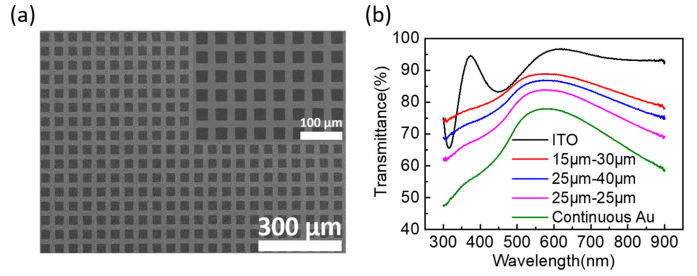 (a)
100 µm
300 µm
(b)
Transmittance(%)
100
90
80
70
60
50
40
ITO
15µm-30µm
25µm-40µm
25µm-25µm
Continuous Au
300 400 500 600 700 800 900
Wavelength(nm)